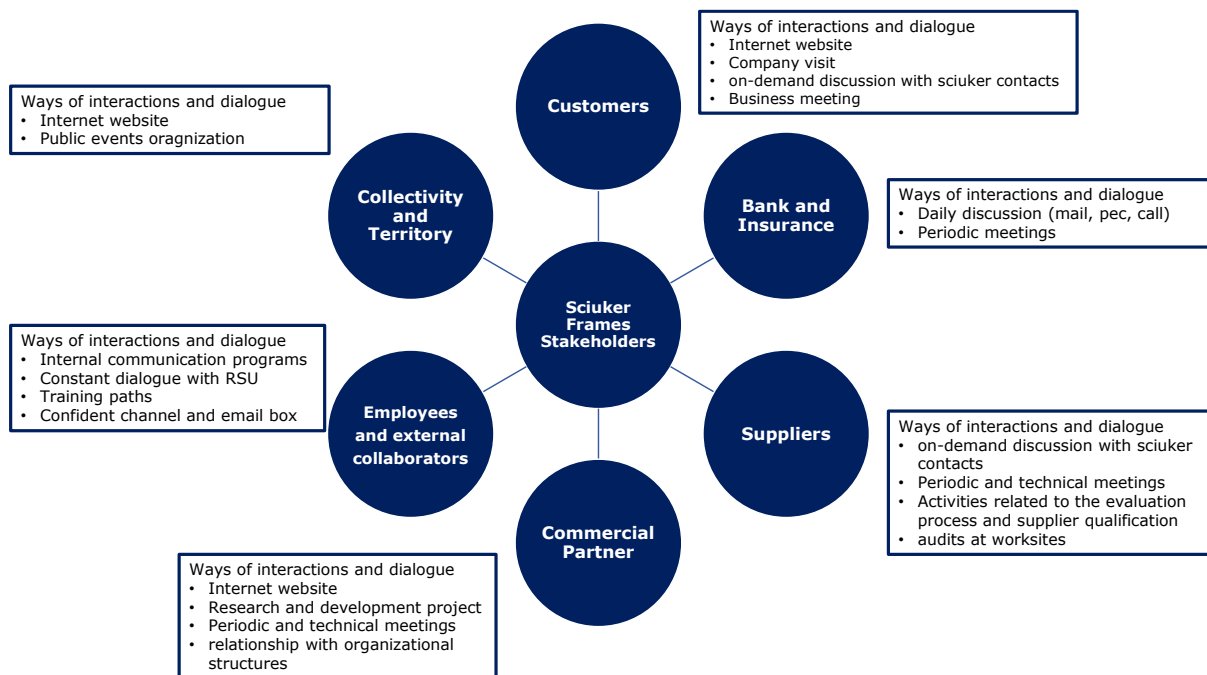 Ways of interactions and dialogue
• Internet website
• Company visit
• on-demand discussion with sciuker contacts
• Business meeting
Customers
Ways of interactions and dialogue
• Internet website
• Public events oragnization
Collectivity
and
Territory
Bank and
Insurance
Ways of interactions and dialogue
• Daily discussion (mail, pec, call)
• Periodic meetings
Sciuker
Frames
Stakeholders
Ways of interactions and dialogue
• Internal communication programs
• Constant dialogue with RSU
• Training paths
• Confident channel and email box
Employees
and external
collaborators
Suppliers
Ways of interactions and dialogue
• on-demand discussion with sciuker
contacts
• Periodic and technical meetings
• Activities related to the evaluation
process and supplier qualification
• audits at worksites
Commercial
Partner
Ways of interactions and dialogue
• Internet website
• Research and development project
• Periodic and technical meetings
• relationship with organizational
structures